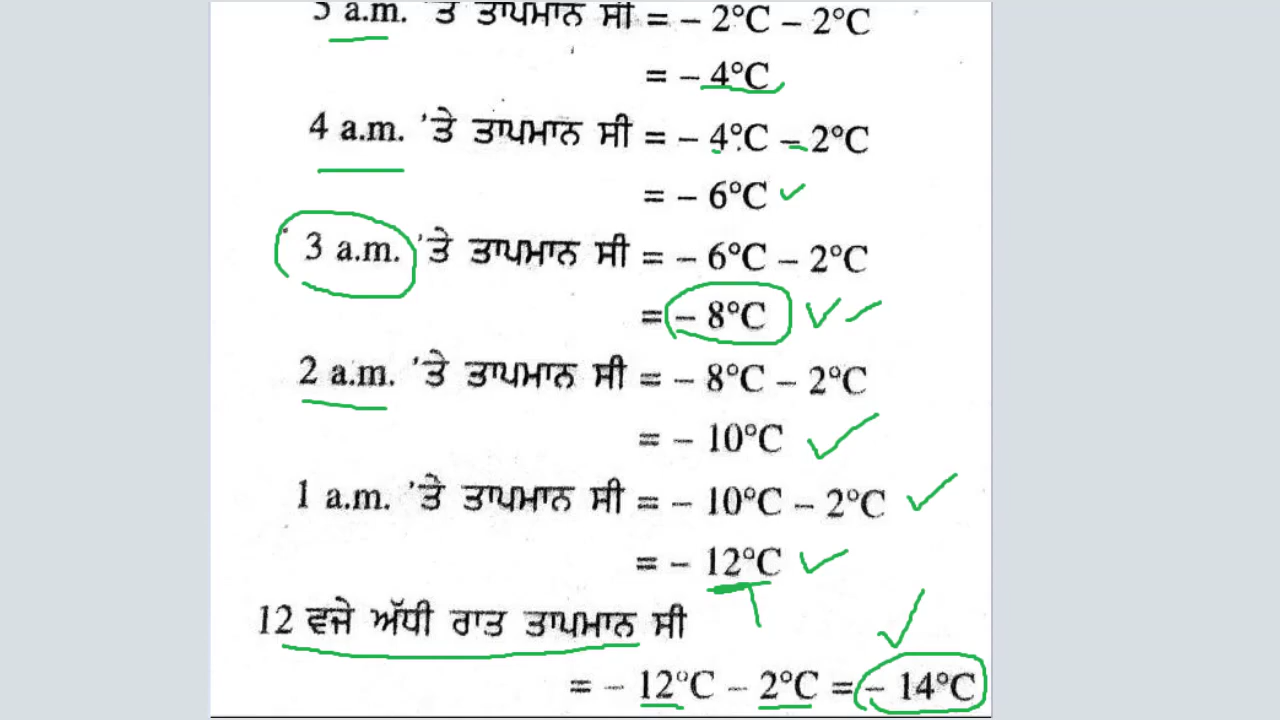 5 a.m. 'ਤੇ ਤਾਪਮਾਨ ਸੀ = – 2°C – 2°C
= – 4°C
4 a.m. 'ਤੇ ਤਾਪਮਾਨ ਸੀ = – 4°C – 2°C
= – 6°C
3 a.m. 'ਤੇ ਤਾਪਮਾਨ ਸੀ = – 6°C – 2°C
= – 8°C
2 a.m. 'ਤੇ ਤਾਪਮਾਨ ਸੀ = – 8°C – 2°C
= – 10°C
1 a.m. 'ਤੇ ਤਾਪਮਾਨ ਸੀ = – 10°C – 2°C
= – 12°C
12 ਵਜੇ ਅੱਧੀ ਰਾਤ ਤਾਪਮਾਨ ਸੀ
= – 12°C – 2°C = – 14°C